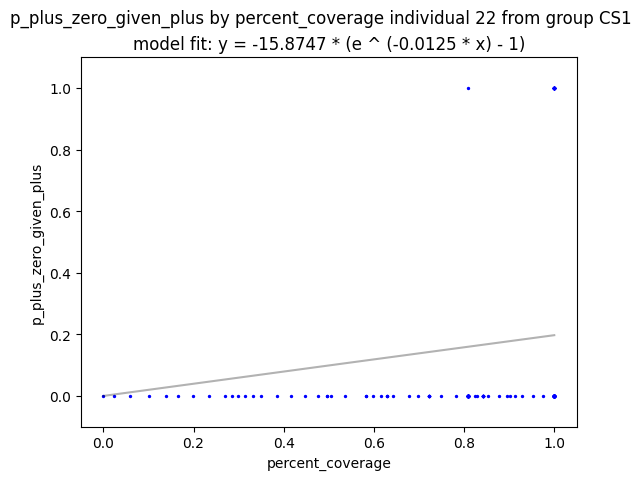 p_plus_zero_given_plus by percent_coverage individual 22 from group CS1
model fit: y = -15.8747 * (e ^ (-0.0125 * x) - 1)
1.0
0.8
0.6
0.4
0.2
0.0
p_plus_zero_given_plus
0.0 0.2 0.4 0.6 0.8 1.0
percent_coverage